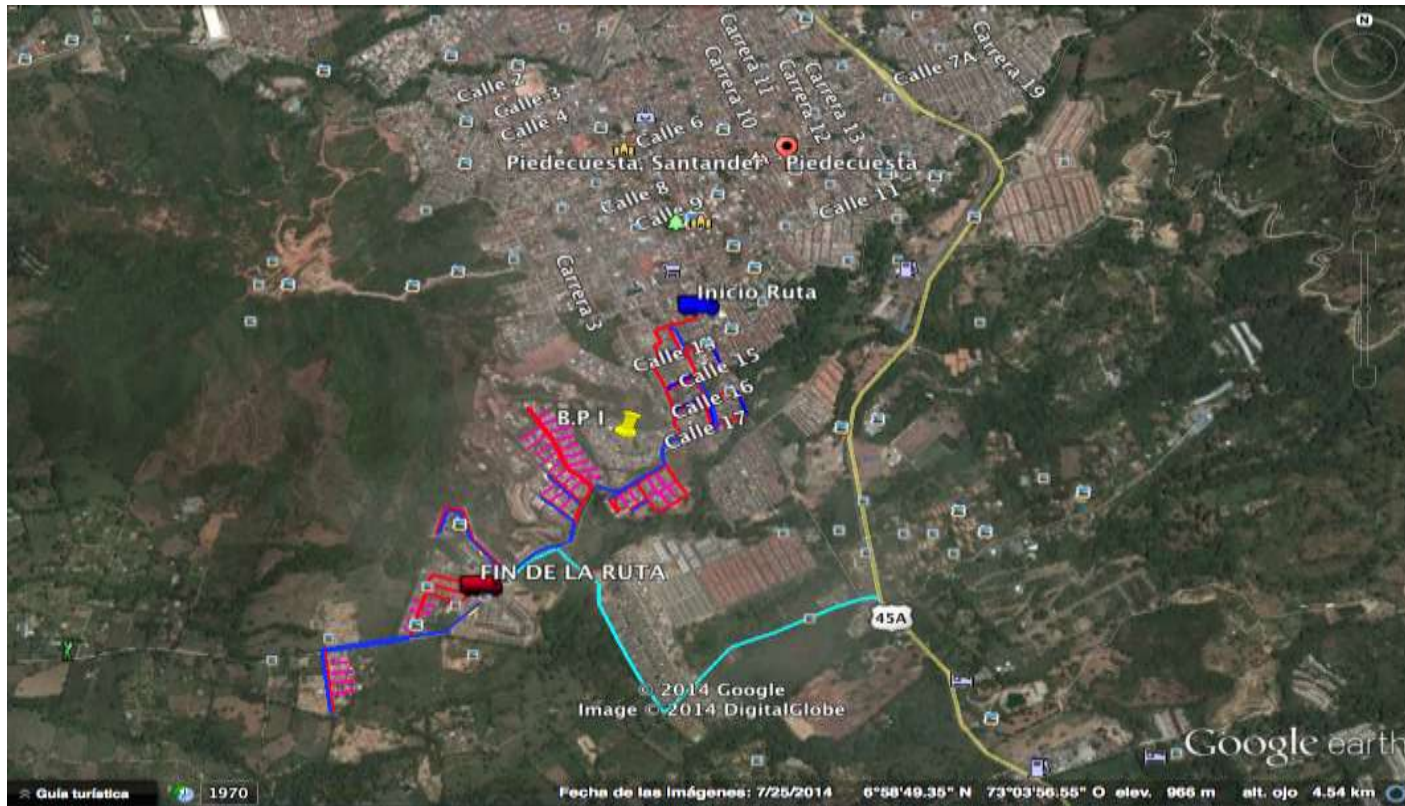 N
Carrera 19
Carrera 11
Calle 7A
Carrera 13
Carrera 12
Carrera 10
Calle 2
Calle 3
Calle 4
Calle 6
Piedecuesta, Santander
Piedecuesta
Calle 8
Calle 9
Calle 11
Carrera 3
Inicio Ruta
Calle 15
Calle 16
B.P I.
Calle 17
FIN DE LA RUTA
45A
© 2014 Google
Image © 2014 DigitalGlobe
Google earth
Guía turística
1970
Fecha de las imágenes: 7/25/2014 6°58'49.35" N 73°03'56.55" O elev. 966 m alt. ojo 4.54 km